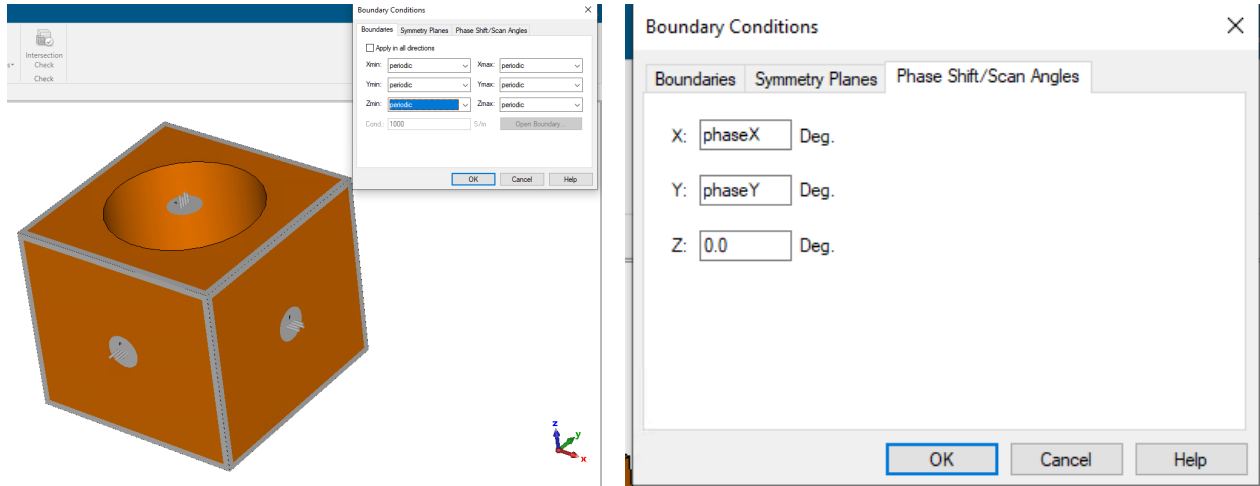 Intersection
Check
s▾
Check
Boundary Conditions
Boundaries Symmetry Planes Phase Shift/Scan Angles
Apply in all directions
Xmin: periodic Xmax: periodic
Ymin: periodic Ymax: periodic
Zmin: periodic Zmax: periodic
Cond.: 1000 S/m Open Boundary...
OK Cancel Help
z
y
x
Boundary Conditions
Boundaries Symmetry Planes Phase Shift/Scan Angles
X: phaseX Deg.
Y: phaseY Deg.
Z: 0.0 Deg.
OK Cancel Help